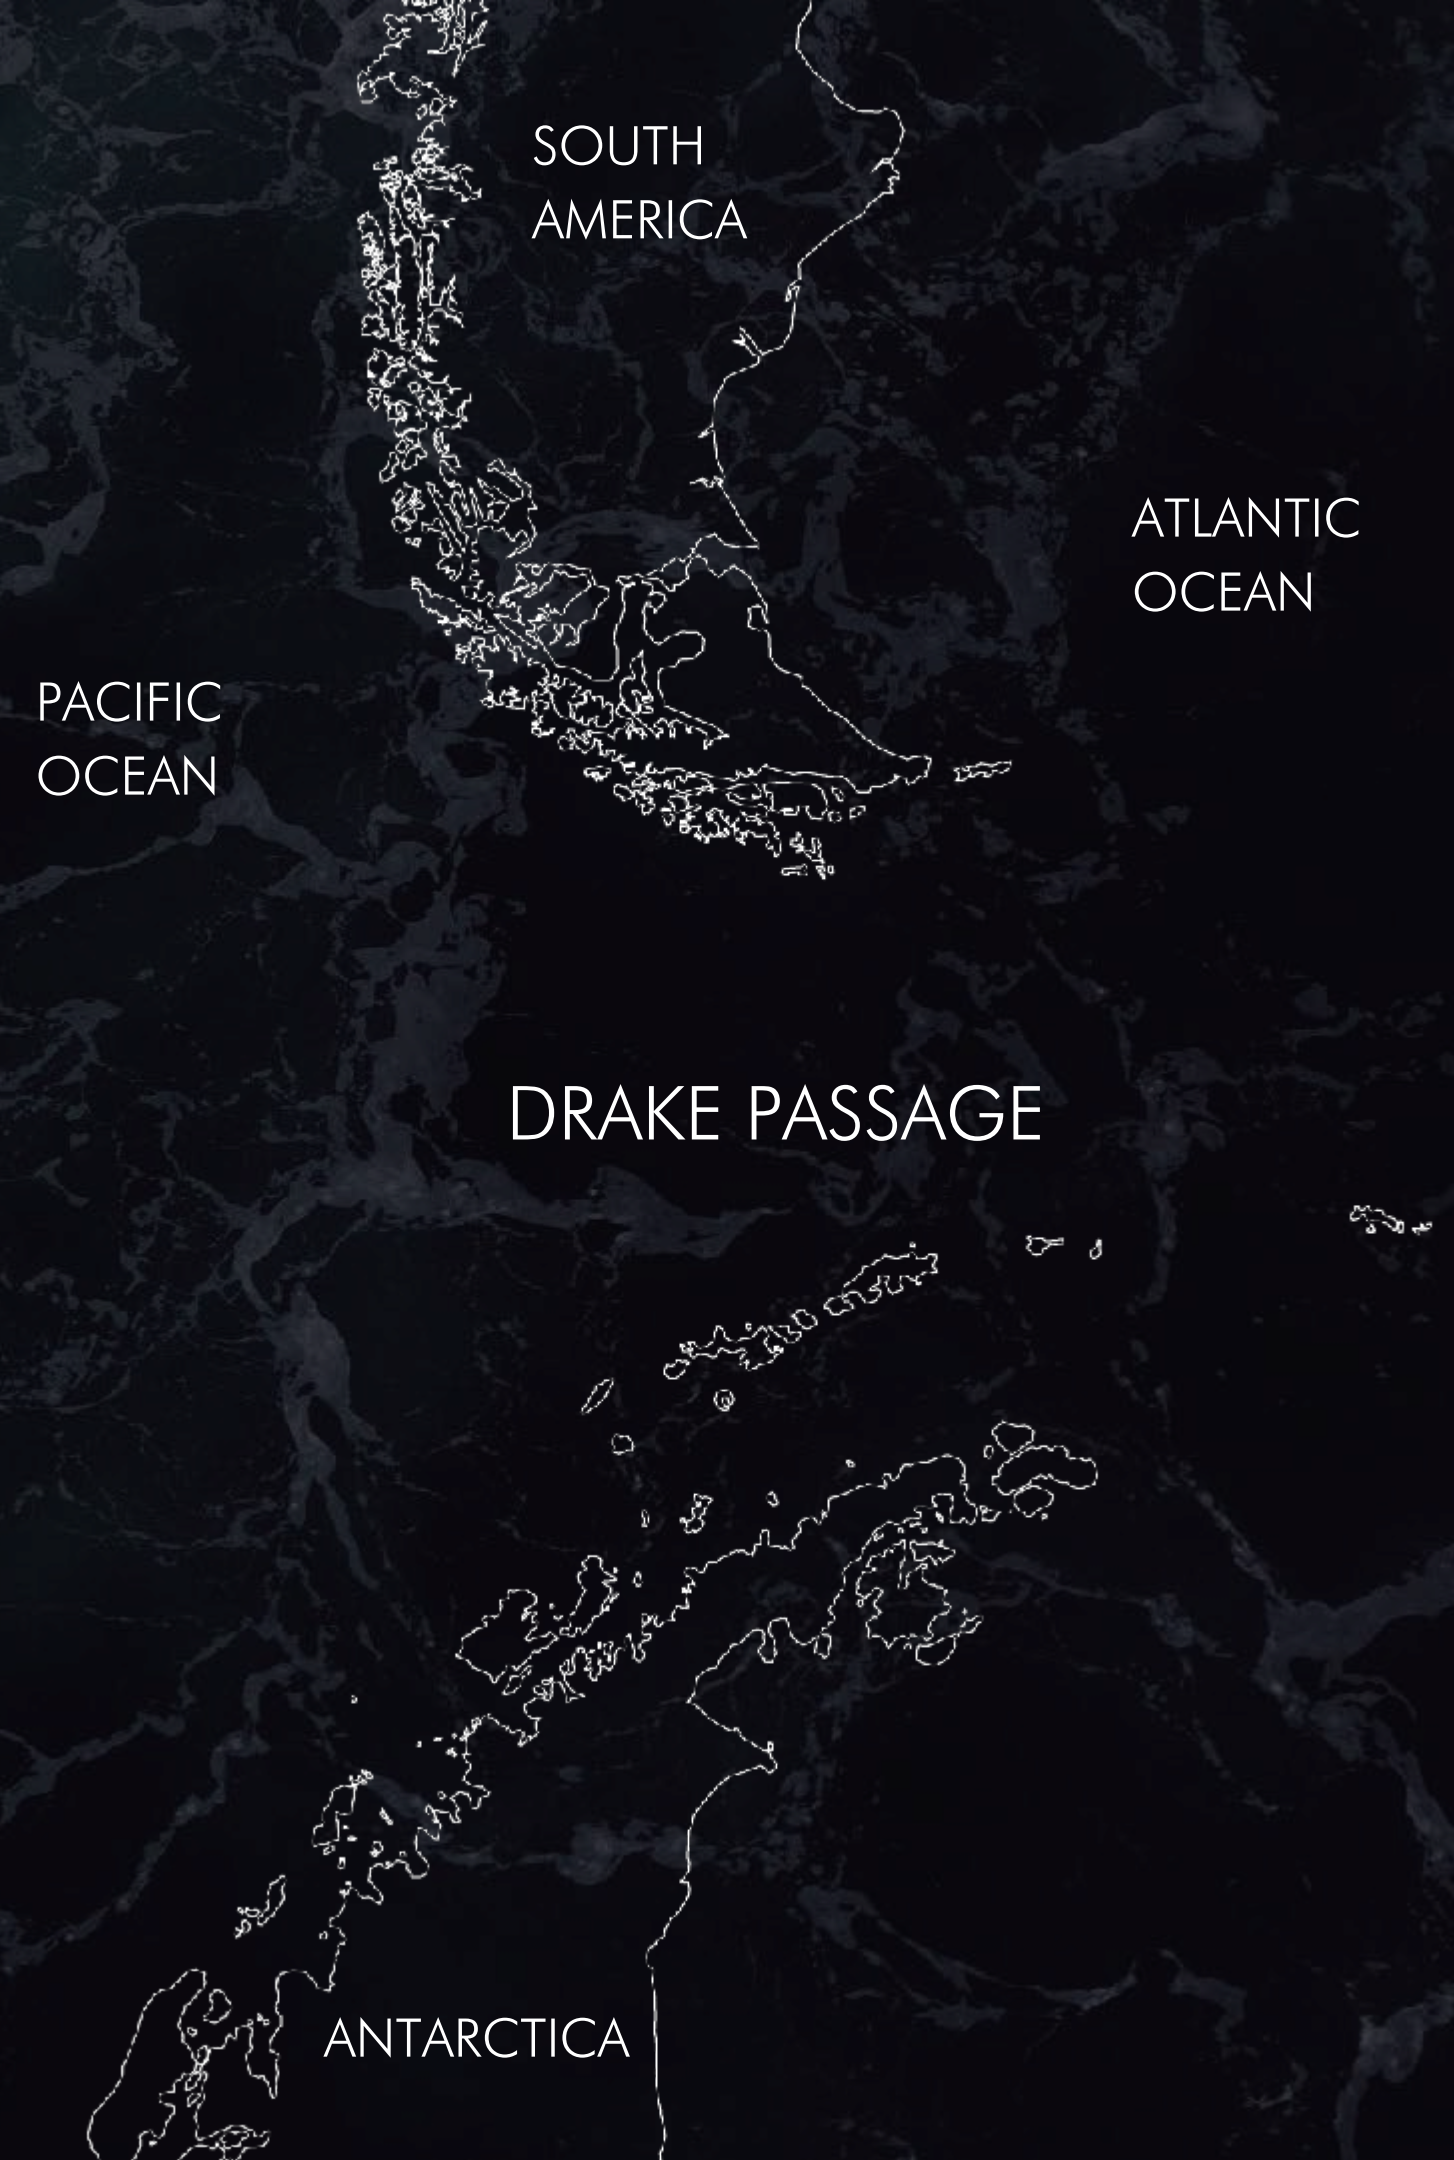 SOUTH
AMERICA
ATLANTIC
OCEAN
PACIFIC
OCEAN
DRAKE PASSAGE
ANTARCTICA